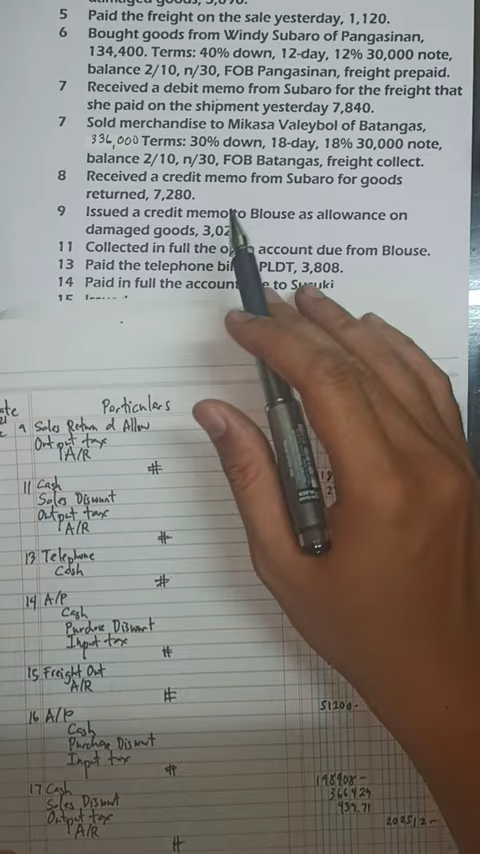 5 Paid the freight on the sale yesterday, 1,120.
6 Bought goods from Windy Subaro of Pangasinan,
134,400. Terms: 40% down, 12-day, 12% 30,000 note,
balance 2/10, n/30, FOB Pangasinan, freight prepaid.
7 Received a debit memo from Subaro for the freight that
she paid on the shipment yesterday 7,840.
7 Sold merchandise to Mikasa Valeybol of Batangas,
336,000 Terms: 30% down, 18-day, 18% 30,000 note,
balance 2/10, n/30, FOB Batangas, freight collect.
8 Received a credit memo from Subaro for goods
returned, 7,280.
9 Issued a credit memo to Blouse as allowance on
damaged goods, 3,02
11 Collected in full the open account due from Blouse.
13 Paid the telephone bill PLDT, 3,808.
14 Paid in full the account to Suzuki
15
Particulars
9 Sales Return d Allow
Output tax
A/R
#
11 Cash
Sales Discount
Output tax
A/R
#
13 Telephone
Cash
#
14 A/P
Cash
Purchase Discount
Input tax
#
15 Freight Out
A/R
#
51200-
16 A/P
Cash
Purchase Discount
Input tax
#
17 Cash 198908-
Sales Discount 3664.29
Output tax 439.71
A/R 202512-
#